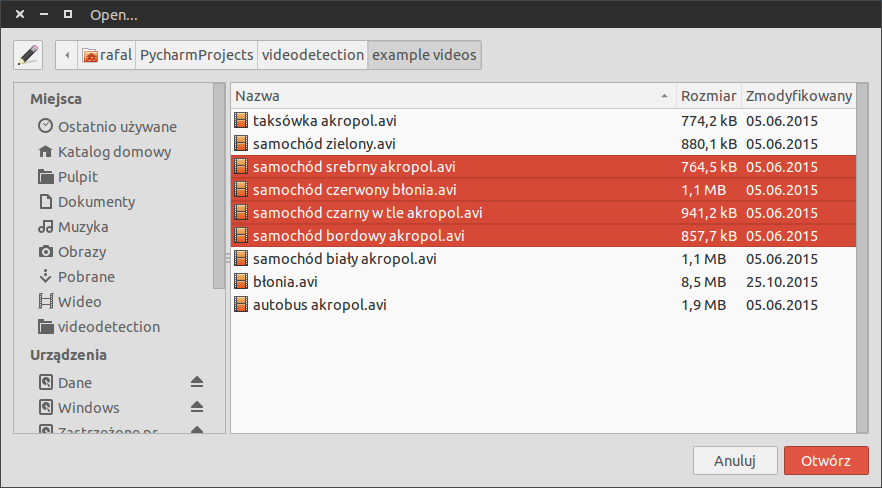 Open...
rafal PycharmProjects videodetection example videos
Miejsca
Ostatnio używane
Katalog domowy
Pulpit
Dokumenty
Muzyka
Obrazy
Pobrane
Wideo
videodetection
Urządzenia
Dane
Windows
Zastrzeżone pr
Nazwa Rozmiar Zmodyfikowany
taksówka akropol.avi 774,2 kB 05.06.2015
samochód zielony.avi 880,1 kB 05.06.2015
samochód srebrny akropol.avi 764,5 kB 05.06.2015
samochód czerwony błonia.avi 1,1 MB 05.06.2015
samochód czarny w tle akropol.avi 941,2 kB 05.06.2015
samochód bordowy akropol.avi 857,7 kB 05.06.2015
samochód biały akropol.avi 1,1 MB 05.06.2015
błonia.avi 8,5 MB 25.10.2015
autobus akropol.avi 1,9 MB 05.06.2015
Anuluj Otwórz